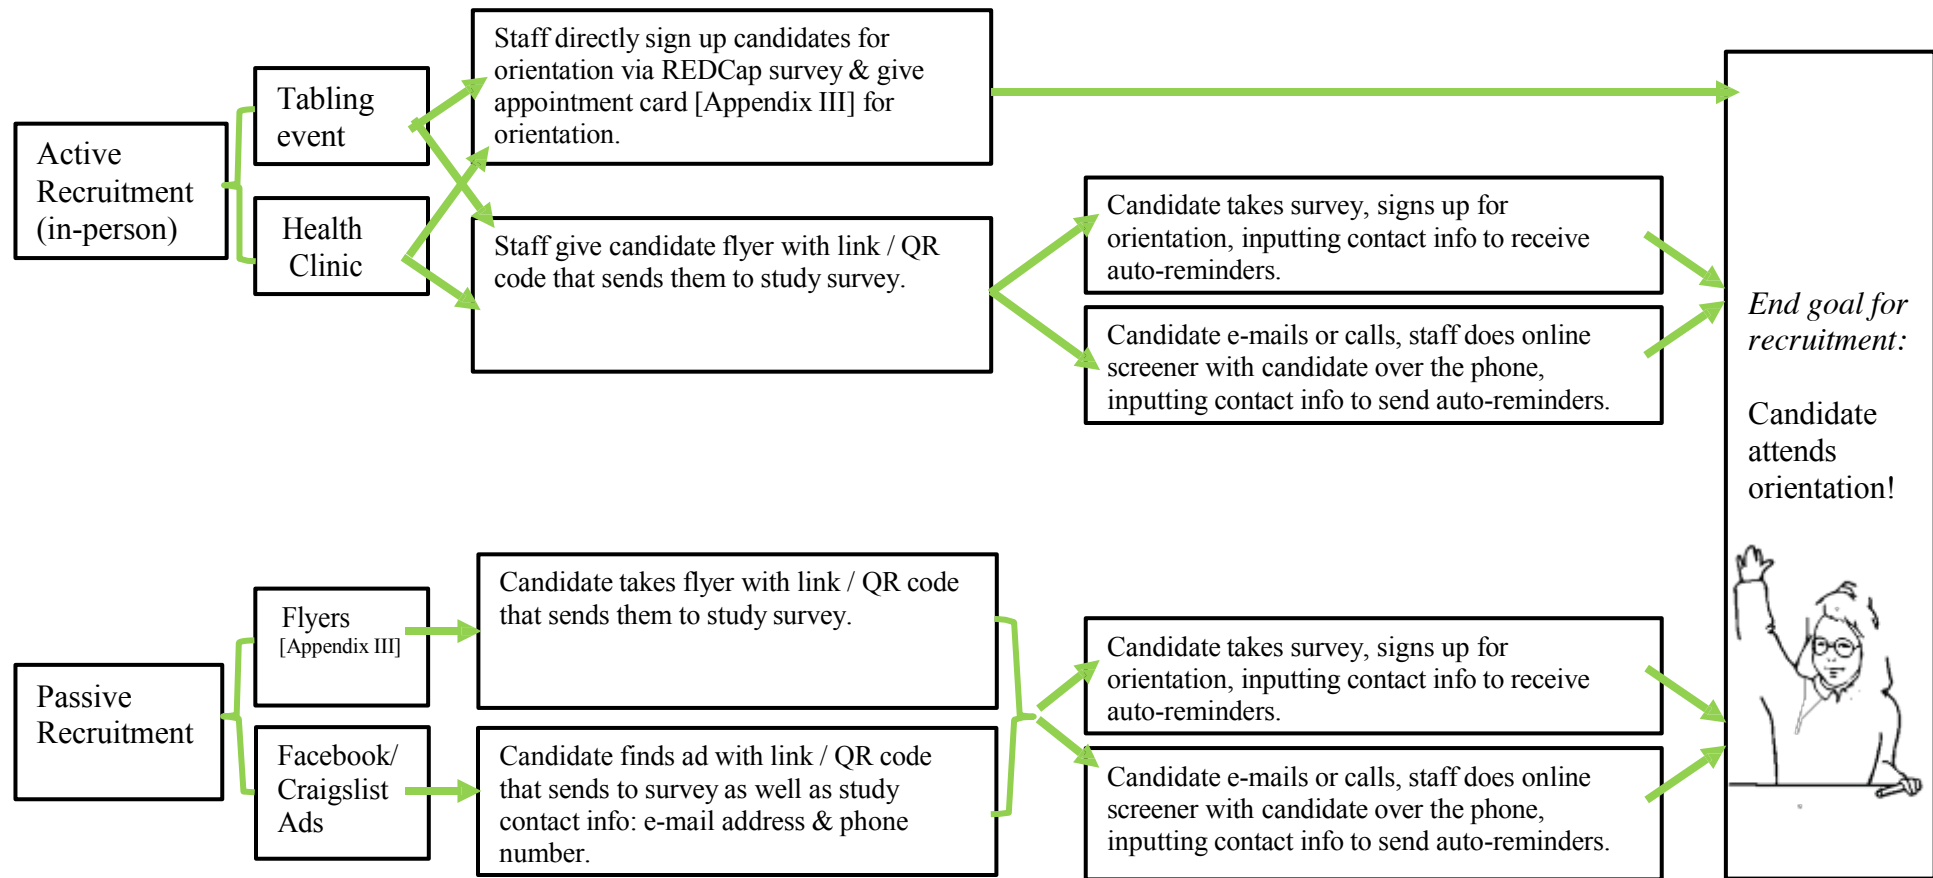 Active
Recruitment
(in-person)
Tabling
event
Health
Clinic
Staff directly sign up candidates for
orientation via REDCap survey & give
appointment card [Appendix III] for
orientation.
Staff give candidate flyer with link / QR
code that sends them to study survey.
Candidate takes survey, signs up for
orientation, inputting contact info to receive
auto-reminders.
Candidate e-mails or calls, staff does online
screener with candidate over the phone,
inputting contact info to send auto-reminders.
Passive
Recruitment
Flyers
[Appendix III]
Facebook/
Craigslist
Ads
Candidate takes flyer with link / QR code
that sends them to study survey.
Candidate finds ad with link / QR code
that sends to survey as well as study
contact info: e-mail address & phone
number.
Candidate takes survey, signs up for
orientation, inputting contact info to receive
auto-reminders.
Candidate e-mails or calls, staff does online
screener with candidate over the phone,
inputting contact info to send auto-reminders.
End goal for
recruitment:
Candidate
attends
orientation!